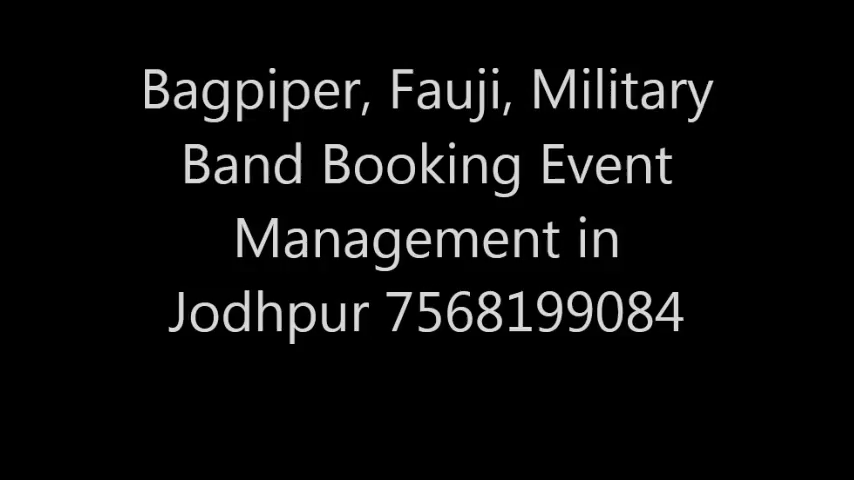 Bagpiper, Fauji, Military
Band Booking Event
Management in
Jodhpur 7568199084